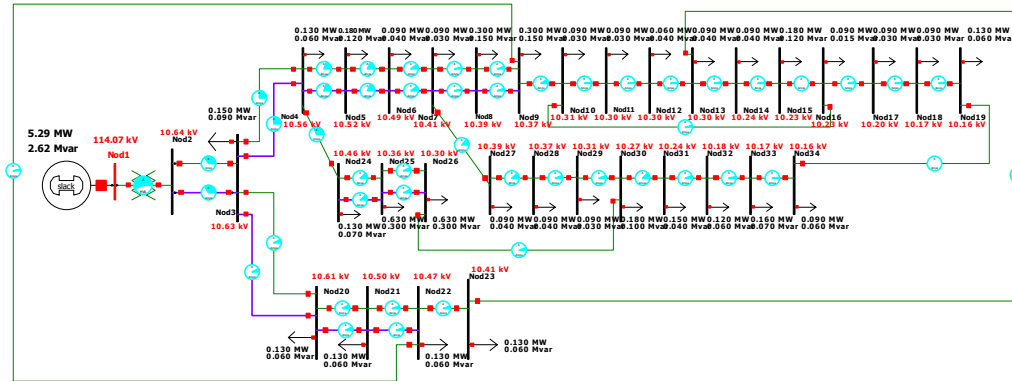 0.130 MW
0.060 Mvar
0.180MW
0.120 Mvar
0.090 MW
0.040 Mvar
0.090 MW
0.030 Mvar
0.300 MW
0.150 Mvar
0.300 MW
0.150 Mvar
0.090 MW
0.040 Mvar
0.090 MW
0.030 Mvar
0.060 MW
0.040 Mvar
0.090 MW
0.040 Mvar
0.090 MW
0.040 Mvar
0.180 MW
0.120 Mvar
0.090 MW
0.015 Mvar
0.090 MW
0.030 Mvar
0.090 MW
0.030 Mvar
0.130 MW
0.060 Mvar
Nod4
10.56 kV
Nod5
10.52 kV
Nod6
10.49 kV
Nod7
10.41 kV
Nod8
10.39 kV
Nod9
10.37 kV
Nod10
10.31 kV
Nod11
10.30 kV
Nod12
10.30 kV
Nod13
10.30 kV
Nod14
10.24 kV
Nod15
10.23 kV
Nod16
10.23 kV
Nod17
10.20 kV
Nod18
10.17 kV
Nod19
10.16 kV
0.150 MW
0.090 Mvar
5.29 MW
2.62 Mvar
slack
114.07 kV
Nod1
10.64 kV
Nod2
Nod3
10.63 kV
10.46 kV
Nod24
10.36 kV
Nod25
10.30 kV
Nod26
10.39 kV
Nod27
10.37 kV
Nod28
10.31 kV
Nod29
10.27 kV
Nod30
10.24 kV
Nod31
10.18 kV
Nod32
10.17 kV
Nod33
10.16 kV
Nod34
0.130 MW
0.070 Mvar
0.630 MW
0.300 Mvar
0.630 MW
0.300 Mvar
0.090 MW
0.040 Mvar
0.090 MW
0.040 Mvar
0.090 MW
0.030 Mvar
0.180 MW
0.100 Mvar
0.150 MW
0.040 Mvar
0.120 MW
0.060 Mvar
0.160 MW
0.070 Mvar
0.090 MW
0.060 Mvar
10.61 kV
Nod20
10.50 kV
Nod21
10.47 kV
Nod22
10.41 kV
Nod23
0.130 MW
0.060 Mvar
0.130 MW
0.060 Mvar
0.130 MW
0.060 Mvar
0.130 MW
0.060 Mvar